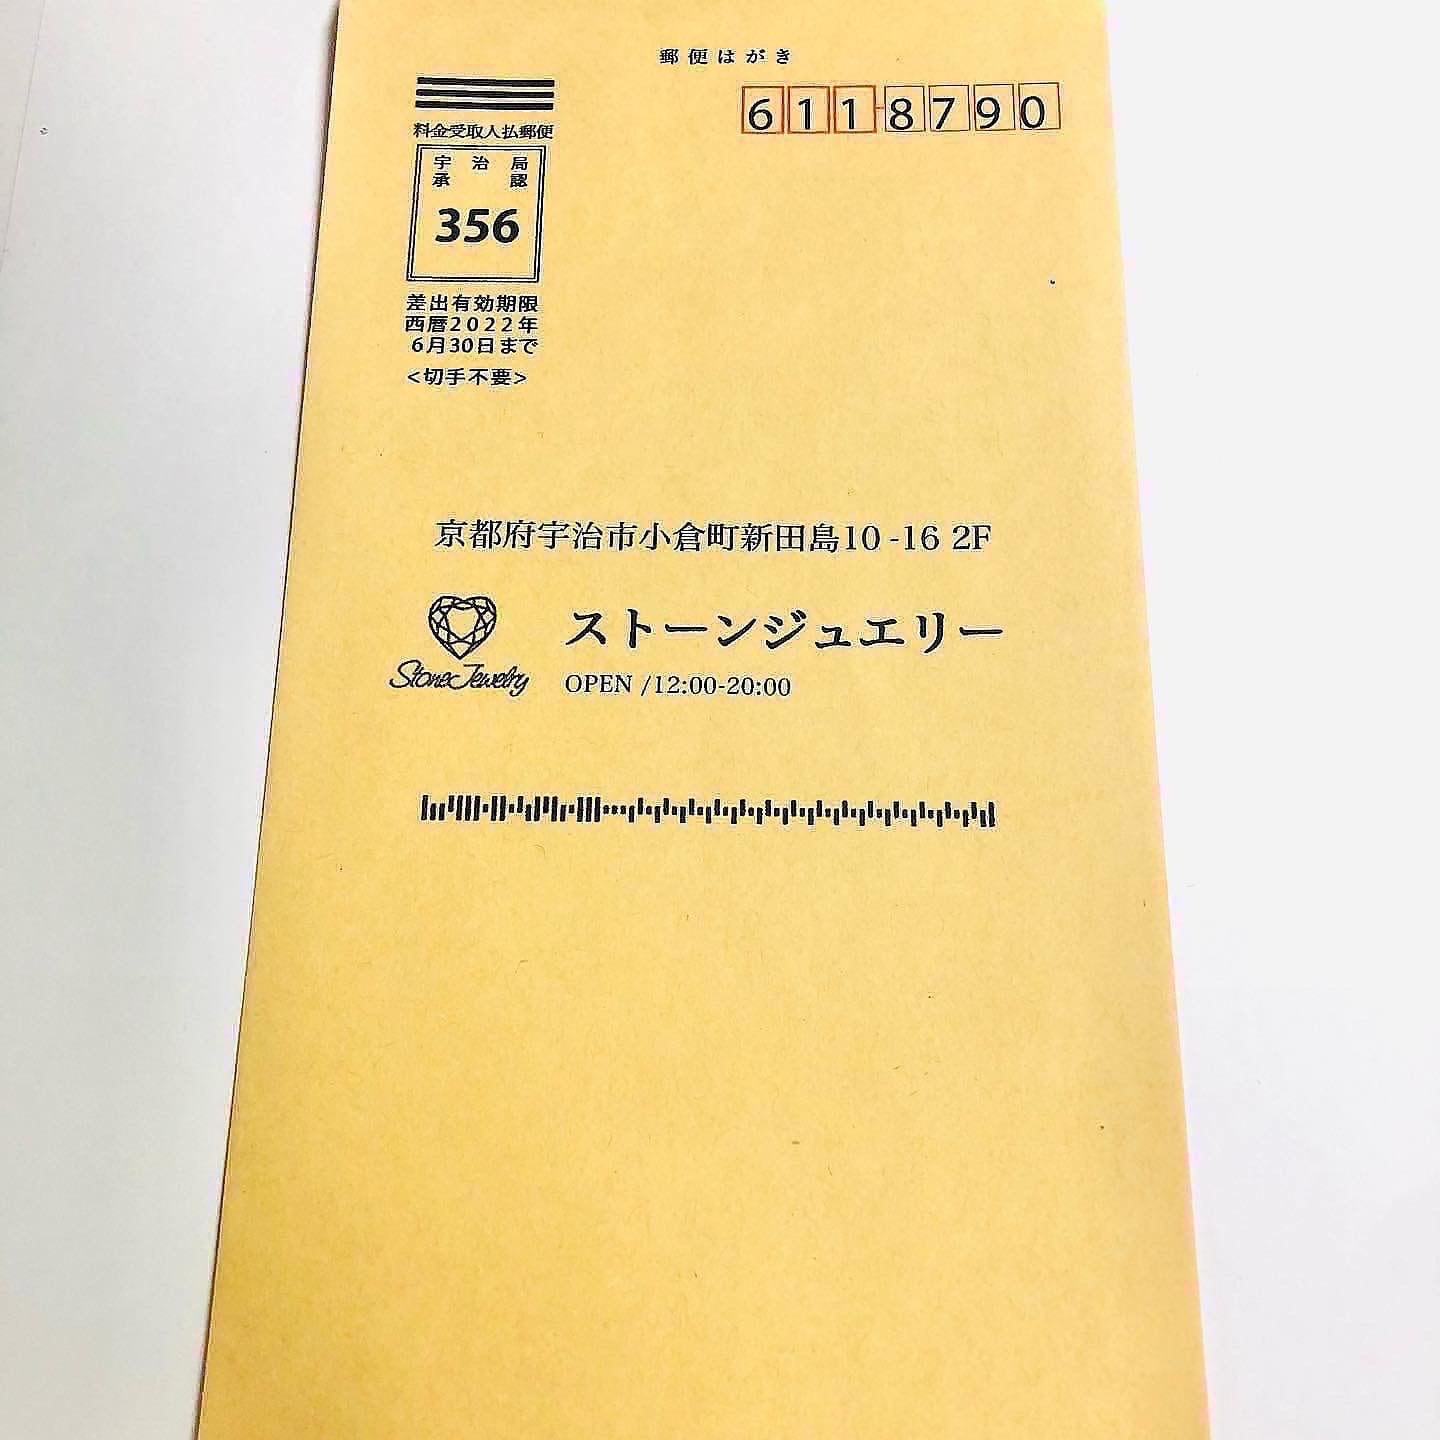 郵便はがき
6118790
料金受取人払郵便
宇治局
承認
356
差出有効期限
西暦2022年
6月30日まで
<切手不要>
京都府宇治市小倉町新田島10-16 2F
ストーンジュエリー
Stone Jewelry
OPEN /12:00-20:00